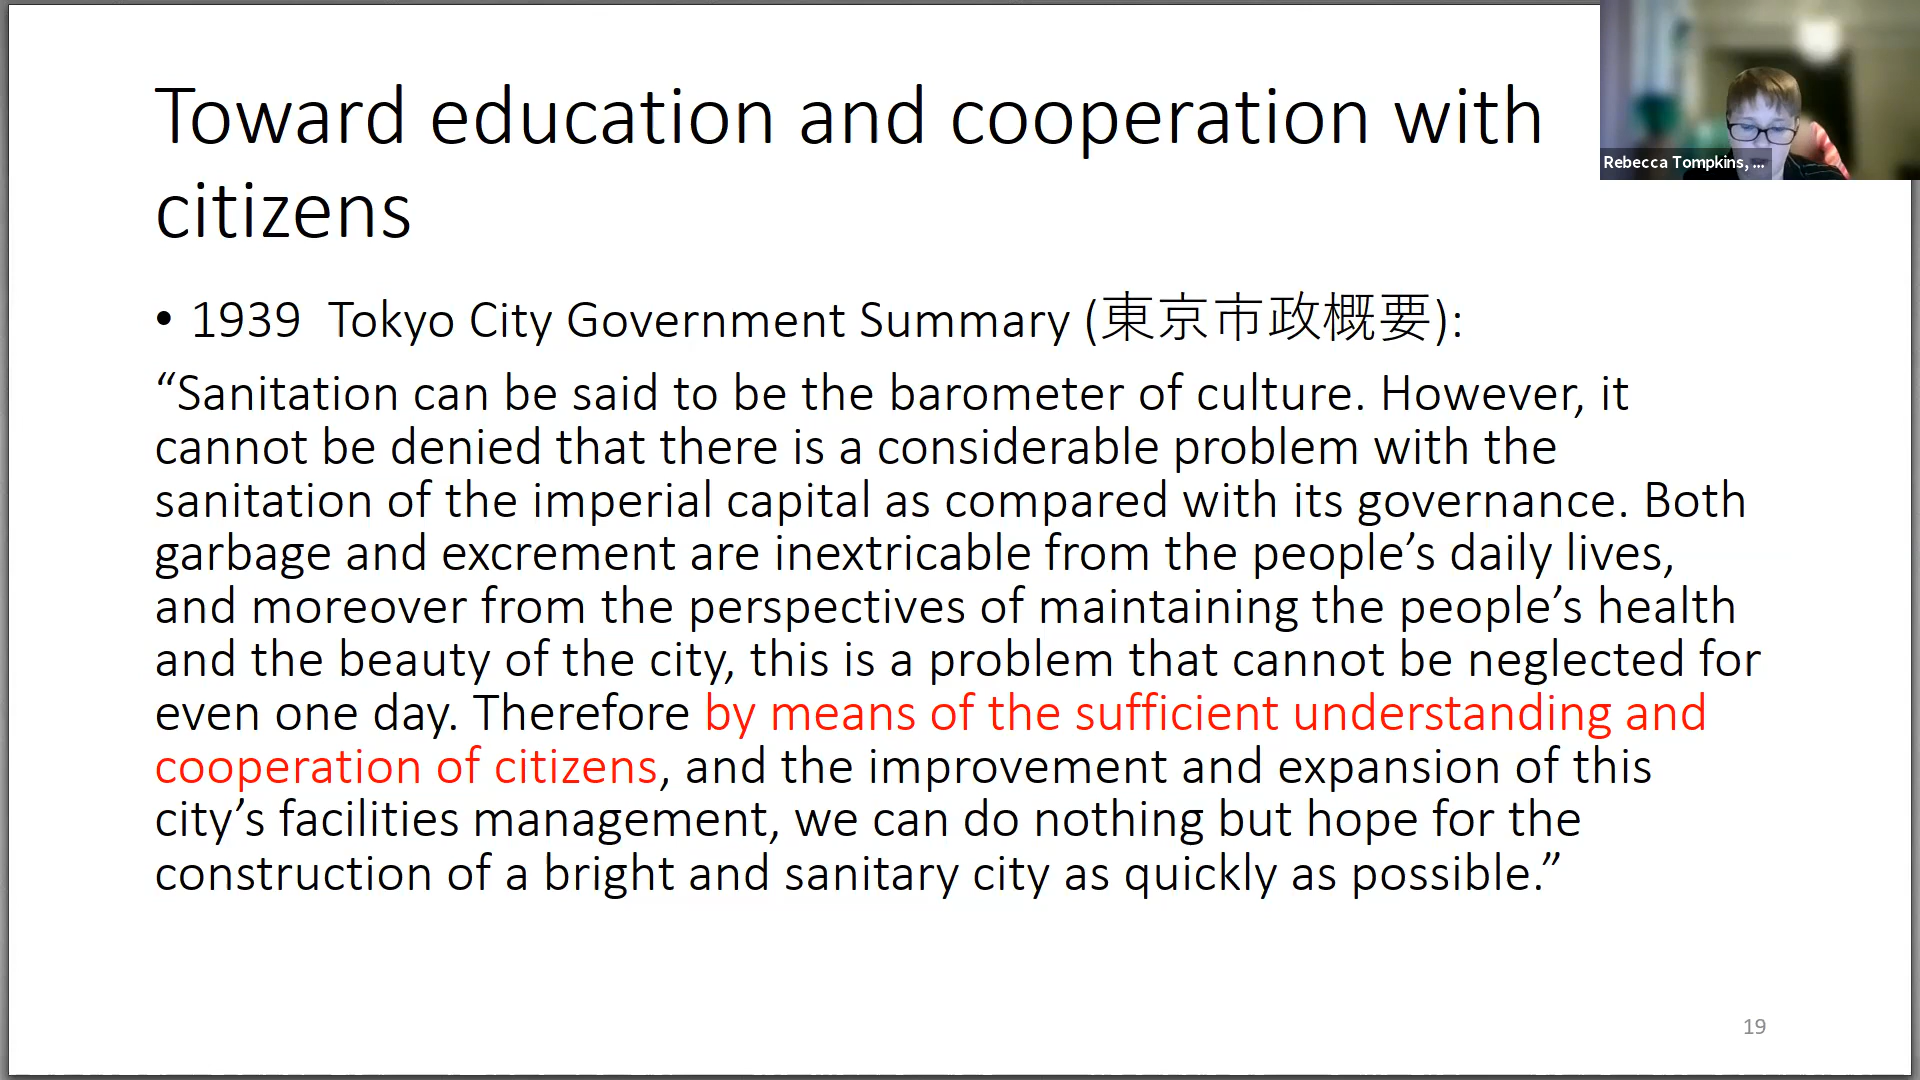 Toward education and cooperation with
citizens
Rebecca Tompkins, ...
• 1939  Tokyo City Government Summary (東京市政概要):
“Sanitation can be said to be the barometer of culture. However, it
cannot be denied that there is a considerable problem with the
sanitation of the imperial capital as compared with its governance. Both
garbage and excrement are inextricable from the people’s daily lives,
and moreover from the perspectives of maintaining the people’s health
and the beauty of the city, this is a problem that cannot be neglected for
even one day. Therefore by means of the sufficient understanding and
cooperation of citizens, and the improvement and expansion of this
city’s facilities management, we can do nothing but hope for the
construction of a bright and sanitary city as quickly as possible.”
19